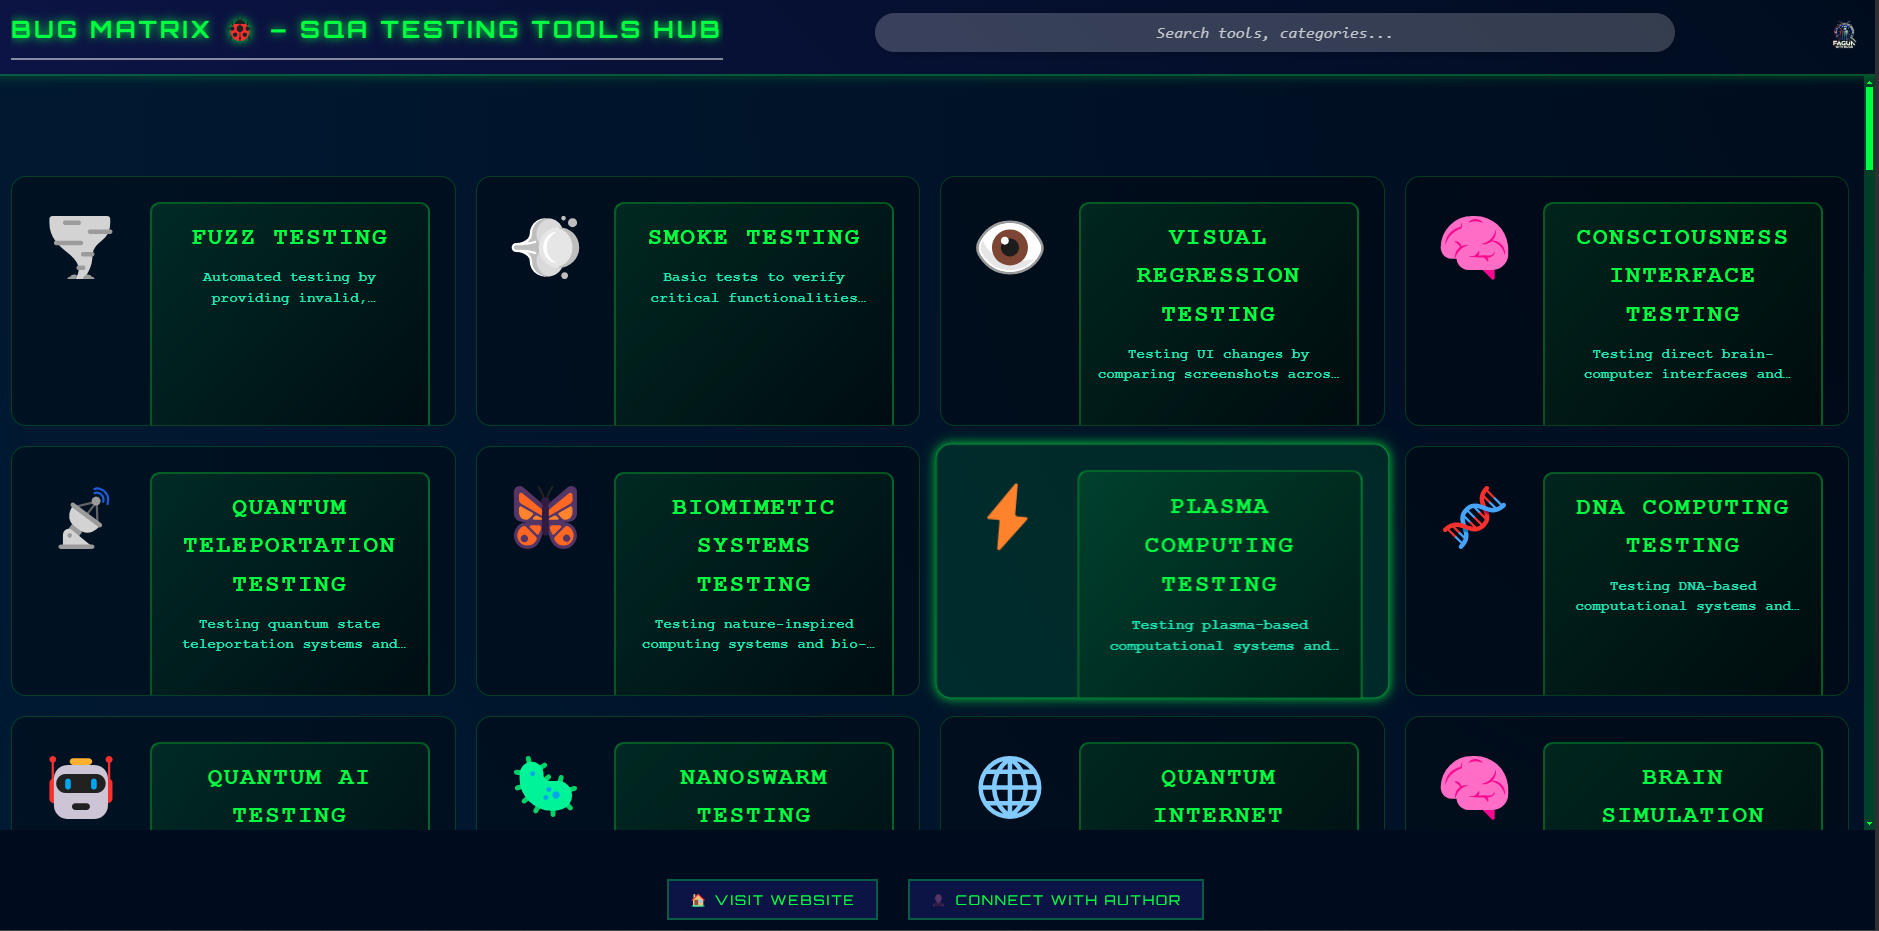 BUG MATRIX 🐞 – SQA TESTING TOOLS HUB
Search tools, categories...
FAGUN
FUZZ TESTING
Automated testing by
providing invalid,…
SMOKE TESTING
Basic tests to verify
critical functionalities…
VISUAL
REGRESSION
TESTING
Testing UI changes by
comparing screenshots acros…
CONSCIOUSNESS
INTERFACE
TESTING
Testing direct brain-
computer interfaces and…
QUANTUM
TELEPORTATION
TESTING
Testing quantum state
teleportation systems and…
BIOMIMETIC
SYSTEMS
TESTING
Testing nature-inspired
computing systems and bio-…
PLASMA
COMPUTING
TESTING
Testing plasma-based
computational systems and…
DNA COMPUTING
TESTING
Testing DNA-based
computational systems and…
QUANTUM AI
TESTING
NANOSWARM
TESTING
QUANTUM
INTERNET
BRAIN
SIMULATION
🏠 VISIT WEBSITE
👤 CONNECT WITH AUTHOR